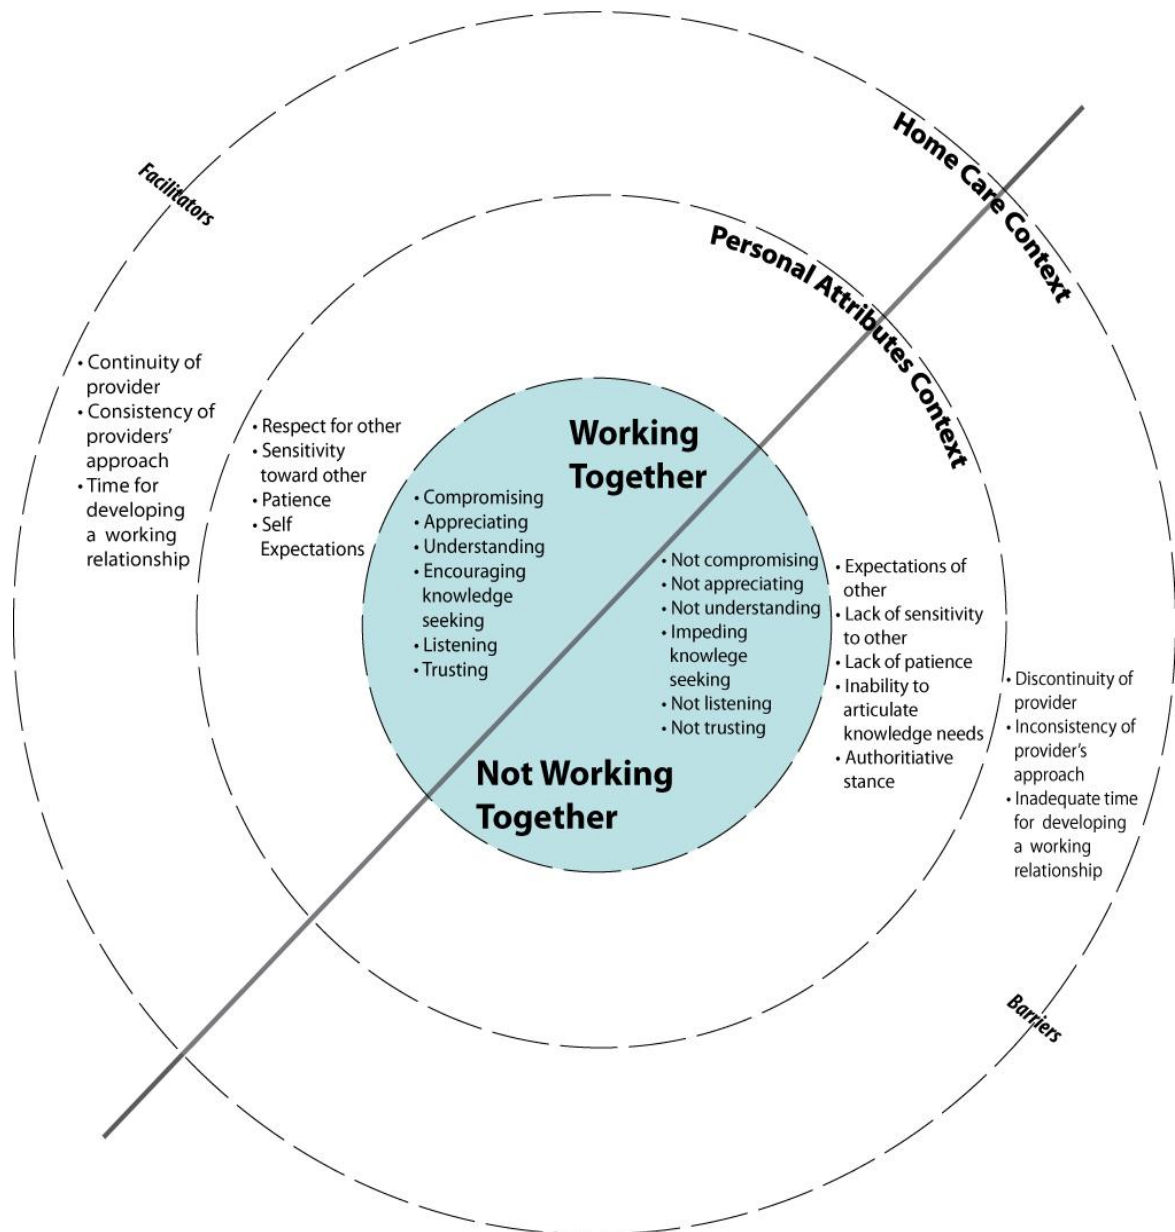 Home Care Context
Facilitators
Personal Attributes Context
• Continuity of
provider
• Consistency of
providers’
approach
• Time for
developing
a working
relationship
• Respect for other
• Sensitivity
toward other
• Patience
• Self
Expectations
Working
Together
• Compromising
• Appreciating
• Understanding
• Encouraging
knowledge
seeking
• Listening
• Trusting
• Not compromising
• Not appreciating
• Not understanding
• Impeding
knowlege
seeking
• Not listening
• Not trusting
Not Working
Together
• Expectations of
other
• Lack of sensitivity
to other
• Lack of patience
• Inability to
articulate
knowledge needs
• Authoritiative
stance
• Discontinuity of
provider
• Inconsistency of
provider’s
approach
• Inadequate time
for developing
a working
relationship
Barriers